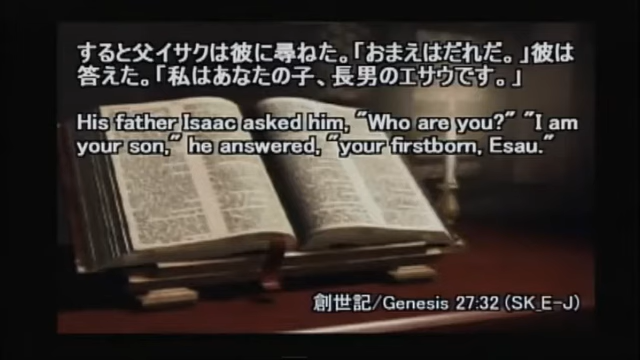 すると父イサクは彼に尋ねた。「おまえはだれだ。」彼は
答えた。「私はあなたの子、長男のエサウです。」
His father Isaac asked him, "Who are you?" "I am
your son," he answered, "your firstborn, Esau."
創世記/Genesis 27:32 (SK_E-J)